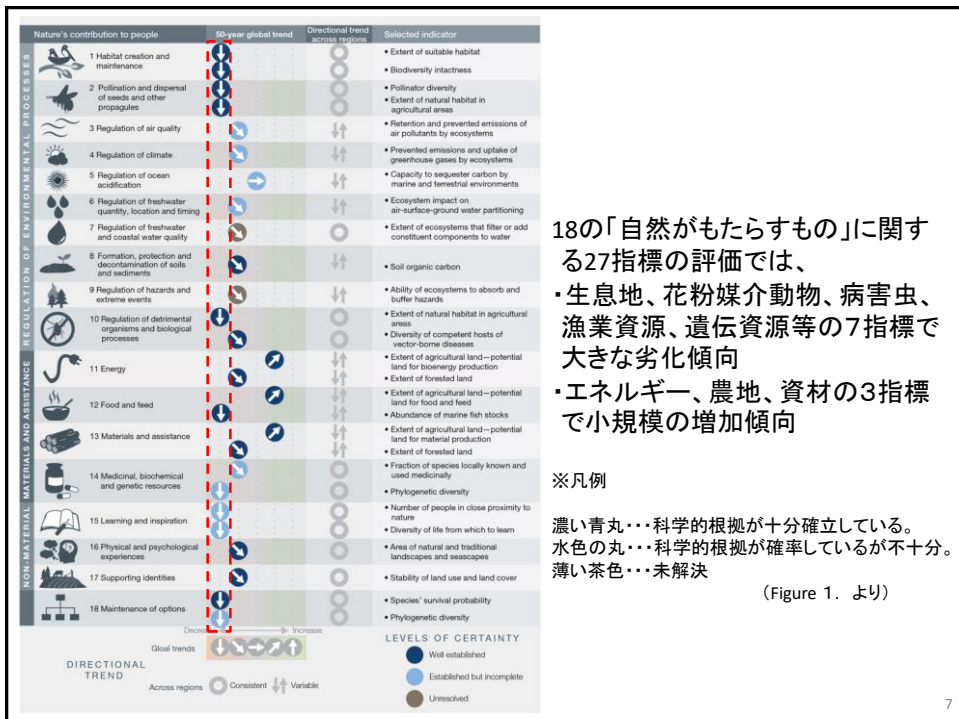 Nature's contribution to people
50-year global trend
Directional trend
across regions
Selected indicator
REGULATION OF ENVIRONMENTAL PROCESSES
1 Habitat creation and
maintenance
• Extent of suitable habitat
• Biodiversity intactness
2 Pollination and dispersal
of seeds and other
propagules
• Pollinator diversity
• Extent of natural habitat in
agricultural areas
3 Regulation of air quality
• Retention and prevented emissions of
air pollutants by ecosystems
4 Regulation of climate
• Prevented emissions and uptake of
greenhouse gases by ecosystems
5 Regulation of ocean
acidification
• Capacity to sequester carbon by
marine and terrestrial environments
6 Regulation of freshwater
quantity, location and timing
• Ecosystem impact on
air-surface-ground water partitioning
7 Regulation of freshwater
and coastal water quality
• Extent of ecosystems that filter or add
constituent components to water
8 Formation, protection and
decontamination of soils
and sediments
• Soil organic carbon
9 Regulation of hazards and
extreme events
• Ability of ecosystems to absorb and
buffer hazards
10 Regulation of detrimental
organisms and biological
processes
• Extent of natural habitat in agricultural
areas
• Diversity of competent hosts of
vector-borne diseases
MATERIALS AND ASSISTANCE
11 Energy
• Extent of agricultural land—potential
land for bioenergy production
• Extent of forested land
12 Food and feed
• Extent of agricultural land—potential
land for food and feed
• Abundance of marine fish stocks
13 Materials and assistance
• Extent of agricultural land—potential
land for material production
• Extent of forested land
14 Medicinal, biochemical
and genetic resources
• Fraction of species locally known and
used medicinally
• Phylogenetic diversity
NON-MATERIAL
15 Learning and inspiration
• Number of people in close proximity to
nature
• Diversity of life from which to learn
16 Physical and psychological
experiences
• Area of natural and traditional
landscapes and seascapes
17 Supporting identities
• Stability of land use and land cover
18 Maintenance of options
• Species' survival probability
• Phylogenetic diversity
Decre
Increase
Gloal trends
DIRECTIONAL
TREND
Across regions
Consistent
Variable
LEVELS OF CERTAINTY
Well established
Established but incomplete
Unresolved
18の「自然がもたらすもの」に関す
る27指標の評価では、
・生息地、花粉媒介動物、病害虫、
漁業資源、遺伝資源等の7指標で
大きな劣化傾向
・エネルギー、農地、資材の3指標
で小規模の増加傾向
※凡例
濃い青丸・・・科学的根拠が十分確立している。
水色の丸・・・科学的根拠が確率しているが不十分。
薄い茶色・・・未解決
（Figure 1. より）
7